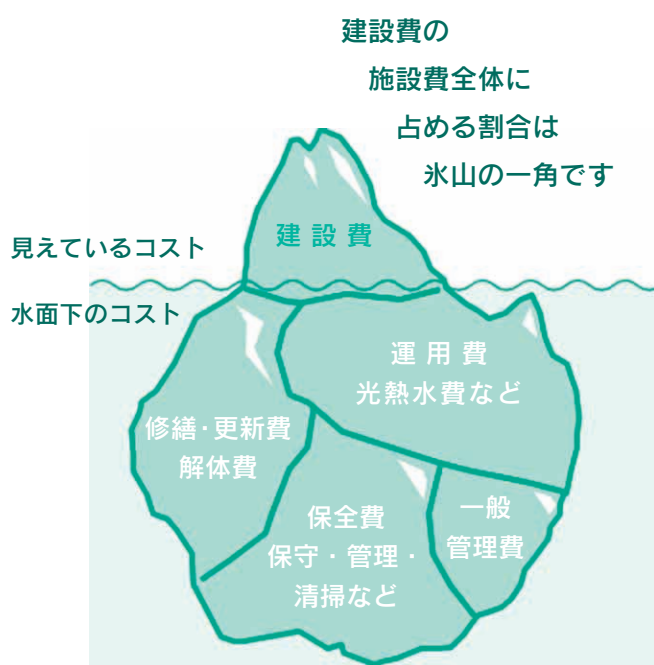 建設費の
施設費全体に
占める割合は
氷山の一角です
建設費
見えているコスト
水面下のコスト
運用費
光熱水費など
修繕・更新費
解体費
保全費
保守・管理・
清掃など
一般
管理費